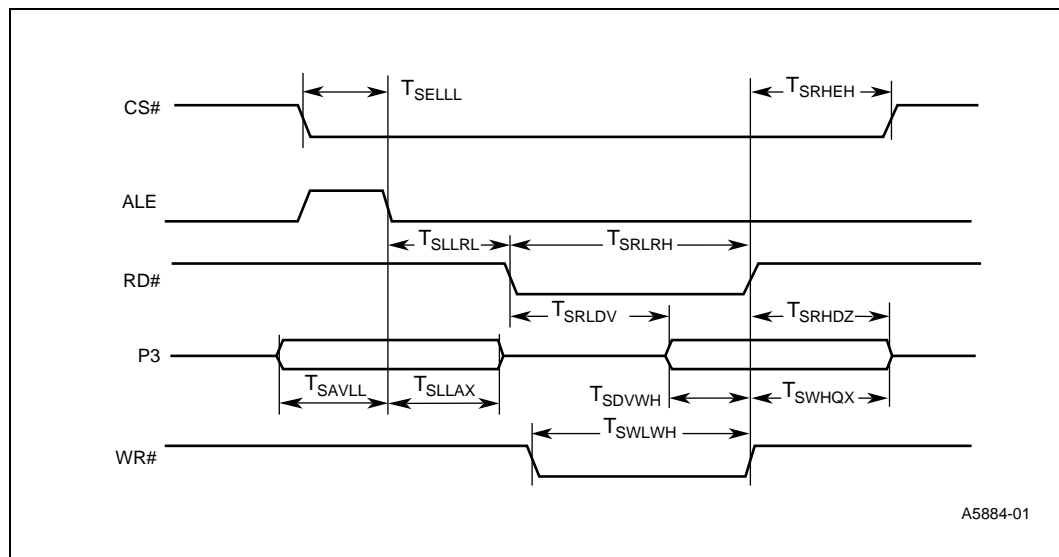 CS#
T_SELLL
T_SRHEH
ALE
T_SLLRL
T_SRLRH
RD#
T_SRLDV
T_SRHDZ
P3
T_SAVLL
T_SLLAX
T_SDVWH
T_SWHQX
T_SWLWH
WR#
A5884-01